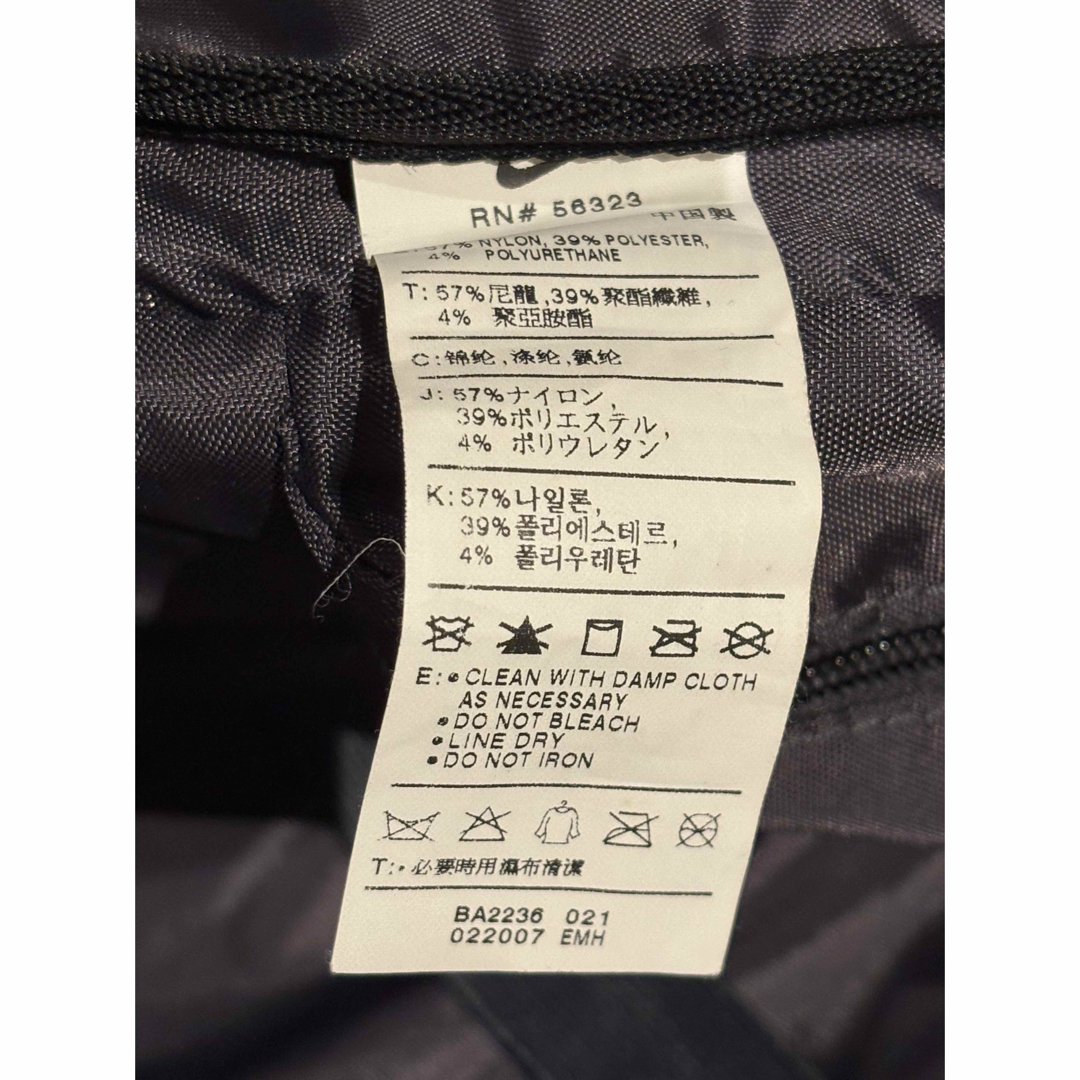 RN# 56323
中国製
57% NYLON, 39% POLYESTER,
4% POLYURETHANE
T: 57%尼龍,39%聚酯纖維,
4% 聚亞胺酯
C:锦纶,涤纶,氨纶
J: 57%ナイロン,
39%ポリエステル,
4% ポリウレタン
K: 57%나일론,
39%폴리에스테르,
4% 폴리우레탄
E:• CLEAN WITH DAMP CLOTH
AS NECESSARY
•DO NOT BLEACH
•LINE DRY
•DO NOT IRON
T:•必要時用濕布清潔
BA2236 021
022007 EMH